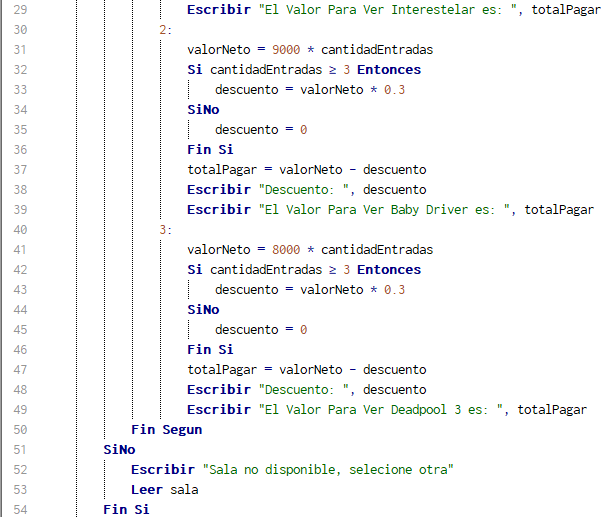 29 Escribir "El Valor Para Ver Interestelar es: ", totalPagar
30 2:
31 valorNeto = 9000 * cantidadEntradas
32 Si cantidadEntradas ≥ 3 Entonces
33 descuento = valorNeto * 0.3
34 SiNo
35 descuento = 0
36 Fin Si
37 totalPagar = valorNeto - descuento
38 Escribir "Descuento: ", descuento
39 Escribir "El Valor Para Ver Baby Driver es: ", totalPagar
40 3:
41 valorNeto = 8000 * cantidadEntradas
42 Si cantidadEntradas ≥ 3 Entonces
43 descuento = valorNeto * 0.3
44 SiNo
45 descuento = 0
46 Fin Si
47 totalPagar = valorNeto - descuento
48 Escribir "Descuento: ", descuento
49 Escribir "El Valor Para Ver Deadpool 3 es: ", totalPagar
50 Fin Segun
51 SiNo
52 Escribir "Sala no disponible, selecione otra"
53 Leer sala
54 Fin Si